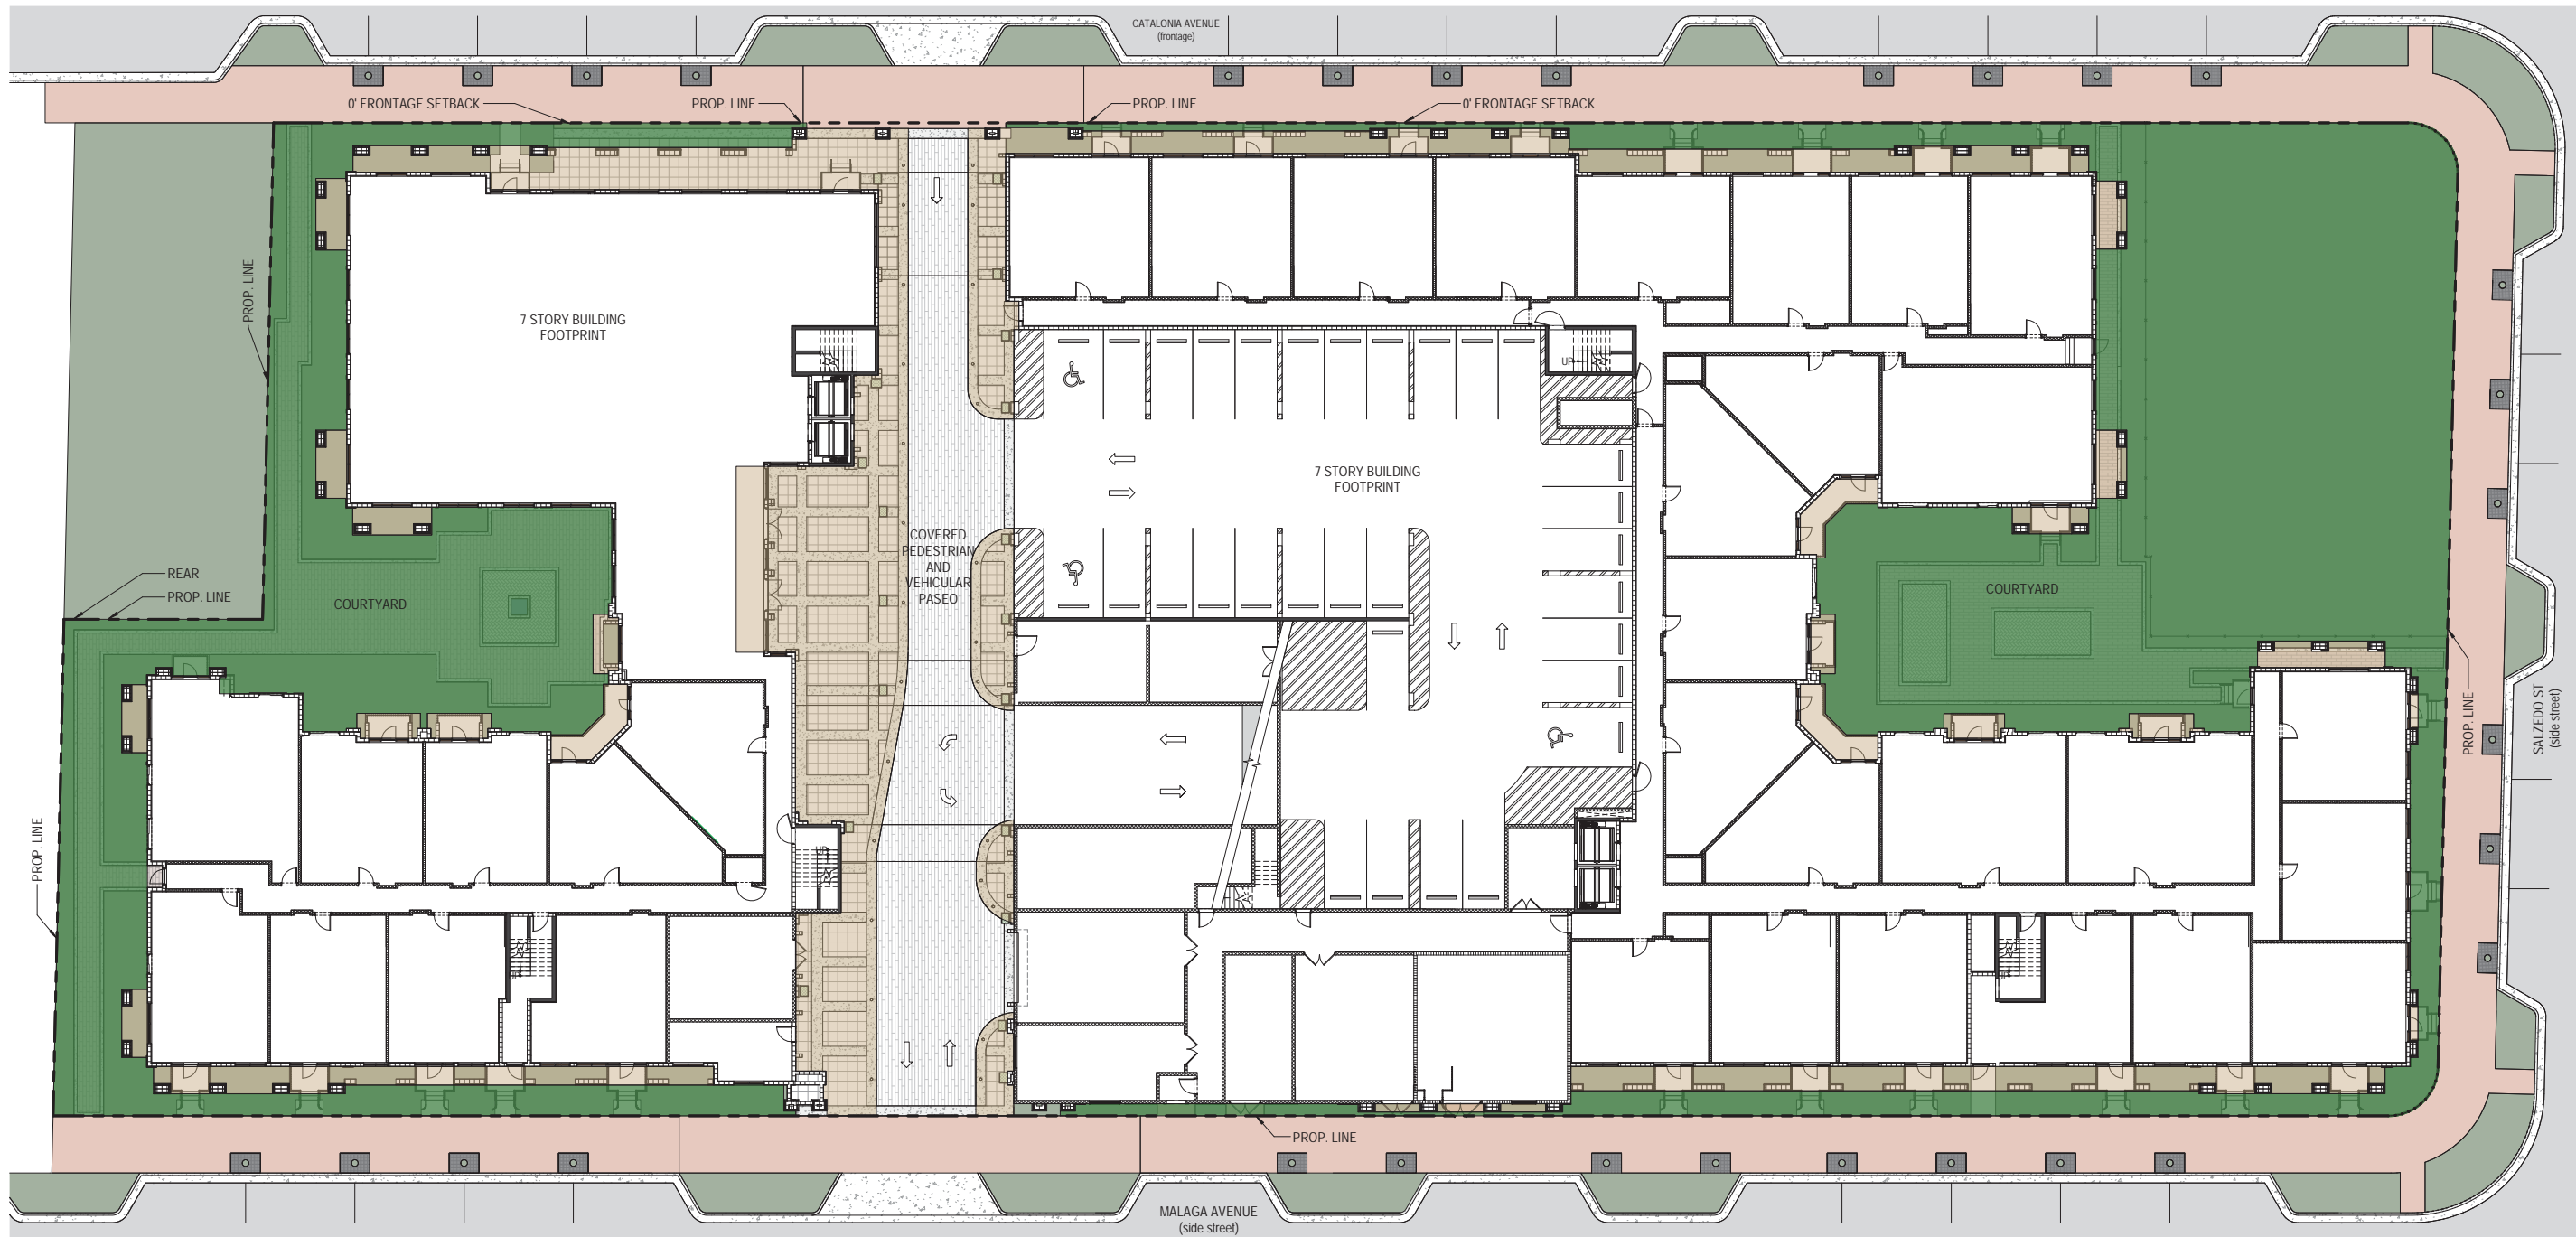 CATALONIA AVENUE
(frontage)
0' FRONTAGE SETBACK
PROP. LINE
PROP. LINE
0' FRONTAGE SETBACK
PROP. LINE
7 STORY BUILDING
FOOTPRINT
UP
7 STORY BUILDING
FOOTPRINT
COVERED
PEDESTRIAN
AND
VEHICULAR
PASEO
REAR
PROP. LINE
COURTYARD
COURTYARD
PROP. LINE
SALZEDO ST
(side street)
PROP. LINE
UP
UP
UP
PROP. LINE
MALAGA AVENUE
(side street)